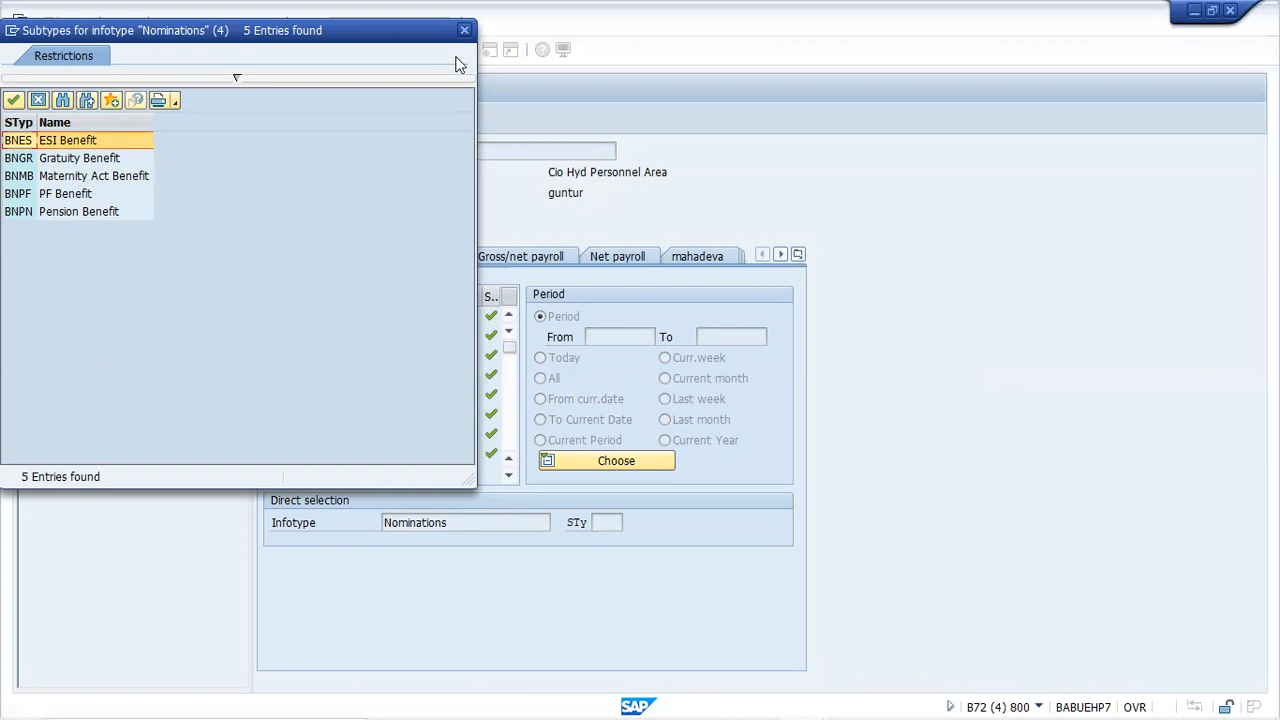 Subtypes for infotype "Nominations" (4)   5 Entries found
Restrictions
STyp Name
BNES ESI Benefit
BNGR Gratuity Benefit
BNMB Maternity Act Benefit
BNPF PF Benefit
BNPN Pension Benefit
5 Entries found
Cio Hyd Personnel Area
guntur
Gross/net payroll Net payroll mahadeva
S..
Period
Period
From To
Today Curr.week
All Current month
From curr.date Last week
To Current Date Last month
Current Period Current Year
Choose
Direct selection
Infotype Nominations STy
SAP
B72 (4) 800 BABUEHP7 OVR